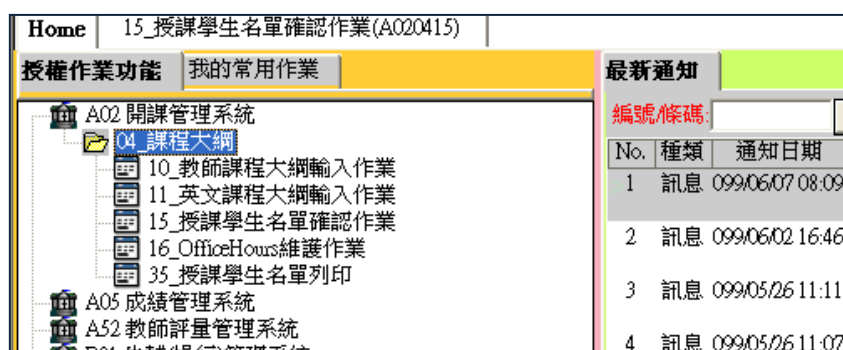 Home 15_授課學生名單確認作業(A020415)
授權作業功能 我的常用作業
A02 開課管理系統
04_課程大綱
10_教師課程大綱輸入作業
11_英文課程大綱輸入作業
15_授課學生名單確認作業
16_OfficeHours維護作業
35_授課學生名單列印
A05 成績管理系統
A52 教師評量管理系統
最新通知
編號/條碼:
No. 種類 通知日期
1 訊息 099/06/07 08:09
2 訊息 099/06/02 16:46
3 訊息 099/05/26 11:11
4 訊息 099/05/26 11:07